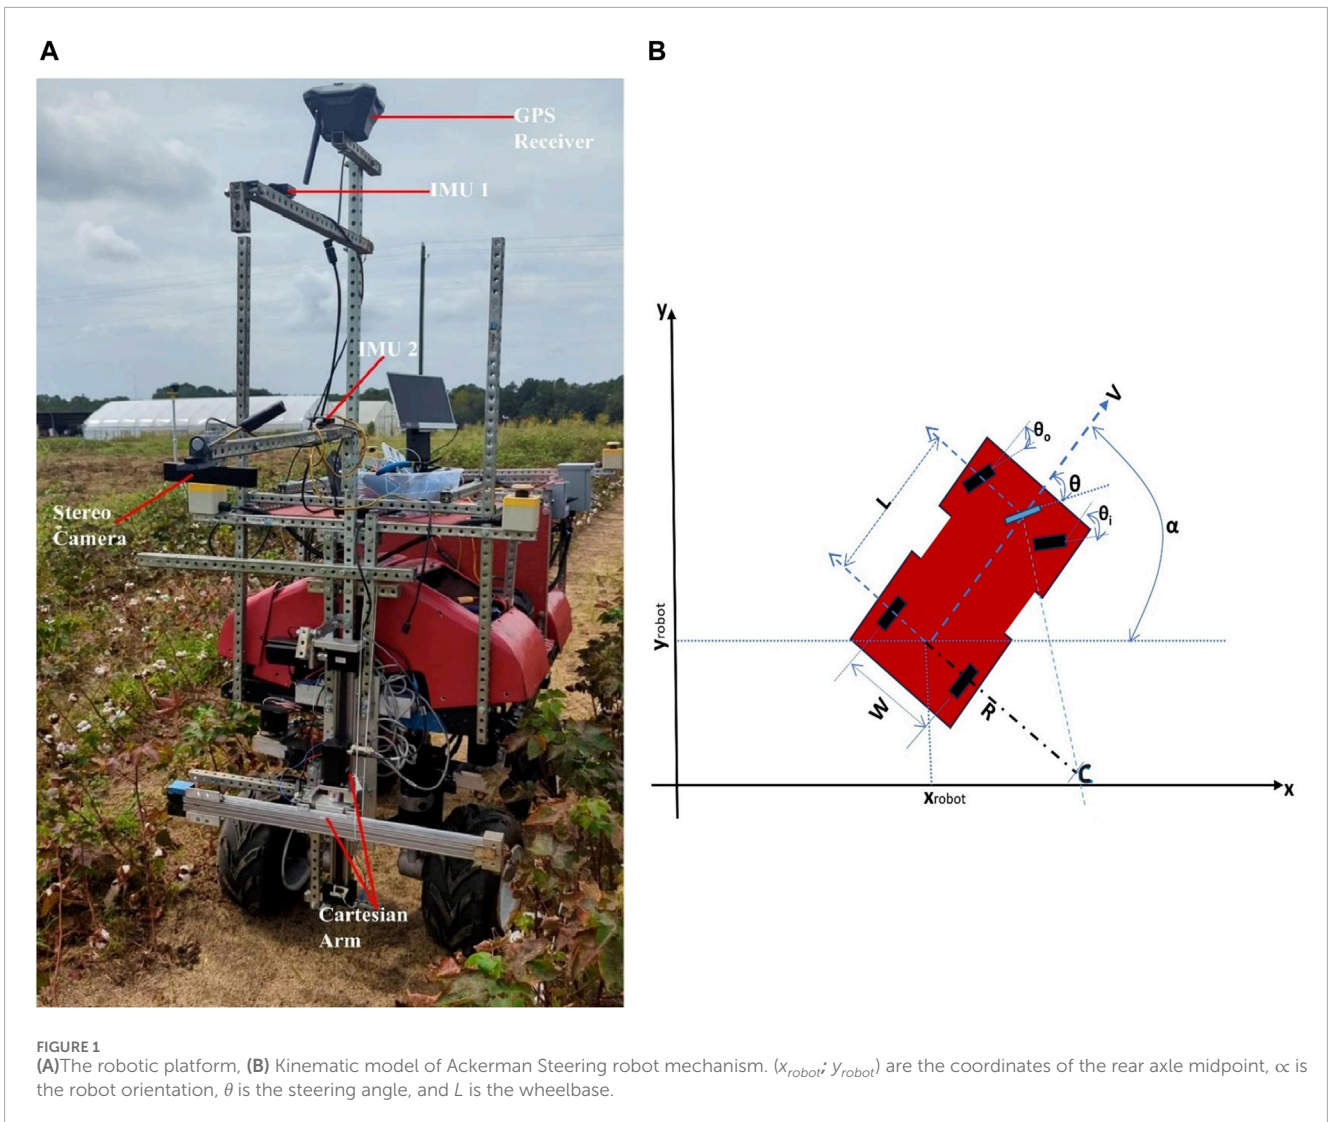 A
B
GPS
Receiver
IMU 1
IMU 2
Stereo
Camera
Cartesian
Arm
y
V
θo
θ
θi
L
α
yrobot
W
R
C
xrobot
x
FIGURE 1
(A)The robotic platform, (B) Kinematic model of Ackerman Steering robot mechanism. (xrobot; yrobot) are the coordinates of the rear axle midpoint, ∝ is
the robot orientation, θ is the steering angle, and L is the wheelbase.